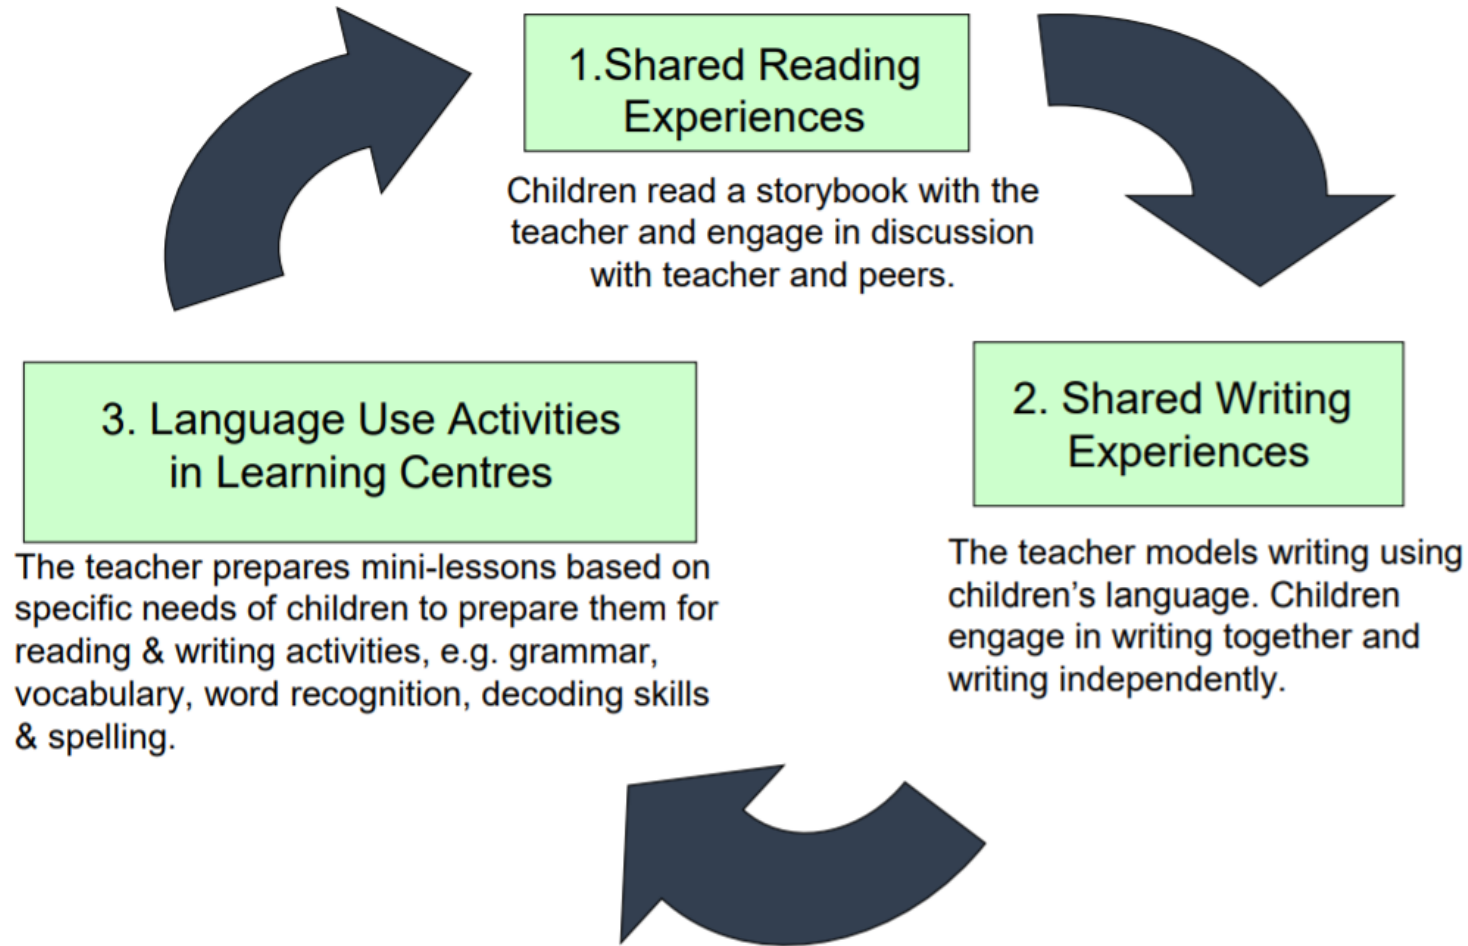 1.Shared Reading
Experiences
Children read a storybook with the
teacher and engage in discussion
with teacher and peers.
2. Shared Writing
Experiences
The teacher models writing using
children’s language. Children
engage in writing together and
writing independently.
3. Language Use Activities
in Learning Centres
The teacher prepares mini-lessons based on
specific needs of children to prepare them for
reading & writing activities, e.g. grammar,
vocabulary, word recognition, decoding skills
& spelling.